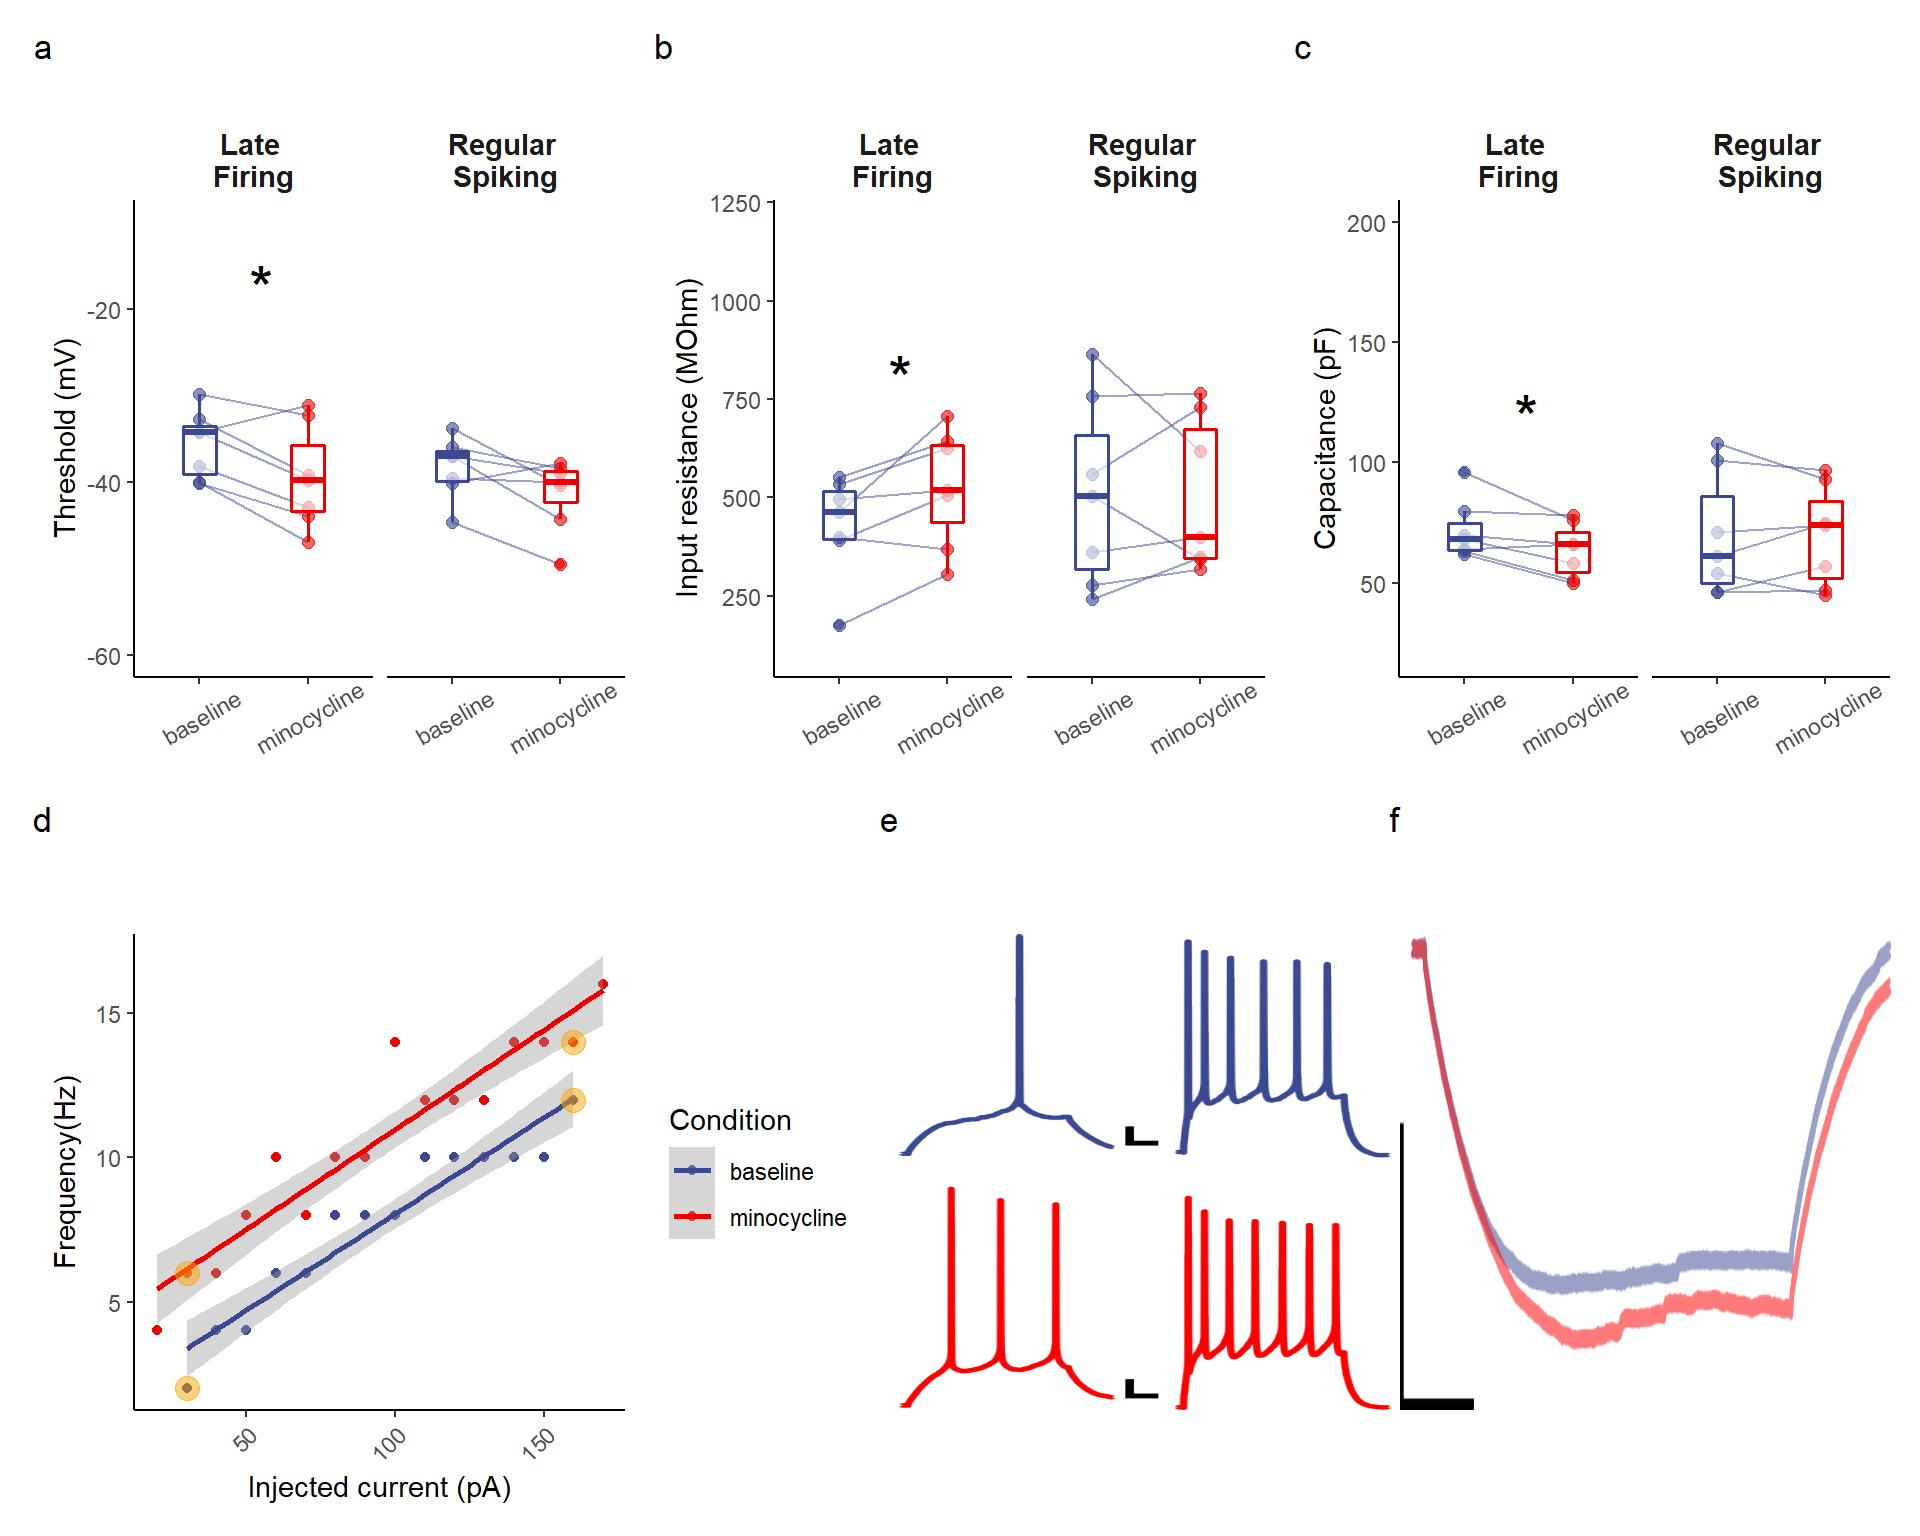 a
Late
Firing
Regular
Spiking
*
Threshold (mV)
-20
-40
-60
baseline
minocycline
baseline
minocycline
b
Late
Firing
Regular
Spiking
*
Input resistance (MOhm)
1250
1000
750
500
250
baseline
minocycline
baseline
minocycline
c
Late
Firing
Regular
Spiking
*
Capacitance (pF)
200
150
100
50
baseline
minocycline
baseline
minocycline
d
Frequency(Hz)
15
10
5
50
100
150
Injected current (pA)
Condition
baseline
minocycline
e
f